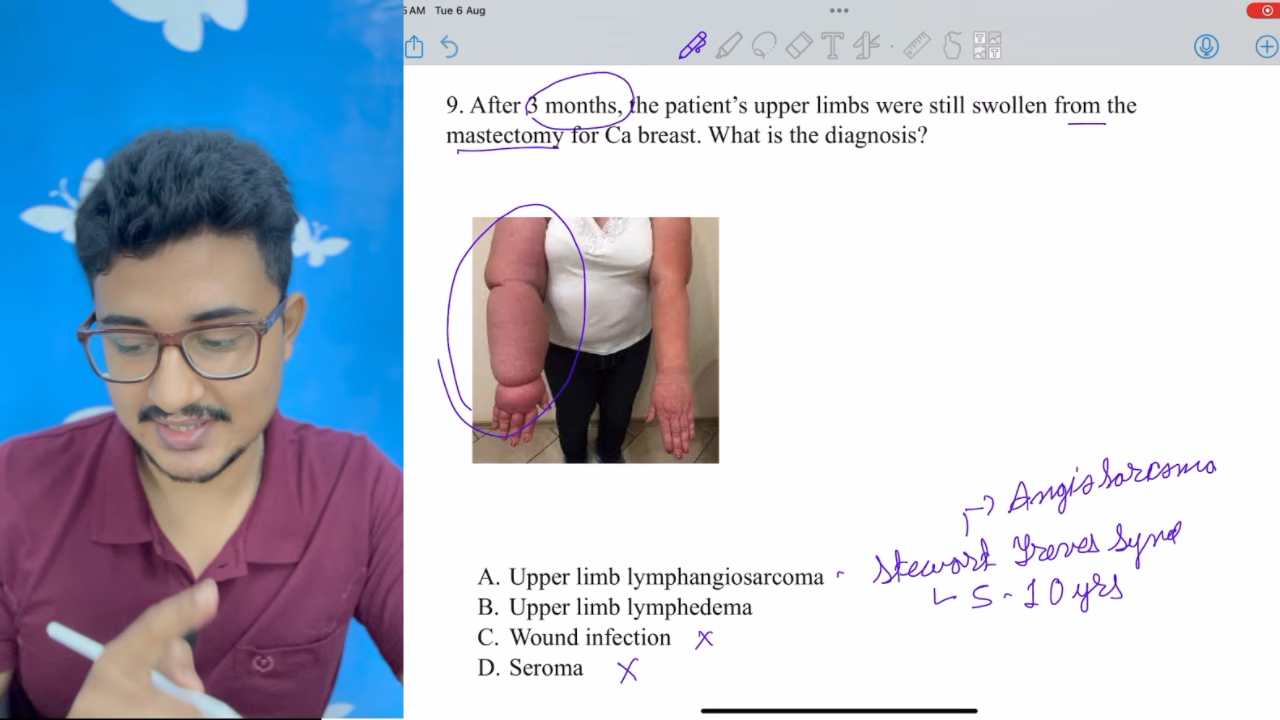 5 AM Tue 6 Aug
9. After 3 months, the patient's upper limbs were still swollen from the
mastectomy for Ca breast. What is the diagnosis?
→ Angiosarcoma
Steward Treves Synd
5 - 10 yrs
A. Upper limb lymphangiosarcoma -
B. Upper limb lymphedema
C. Wound infection x
D. Seroma x